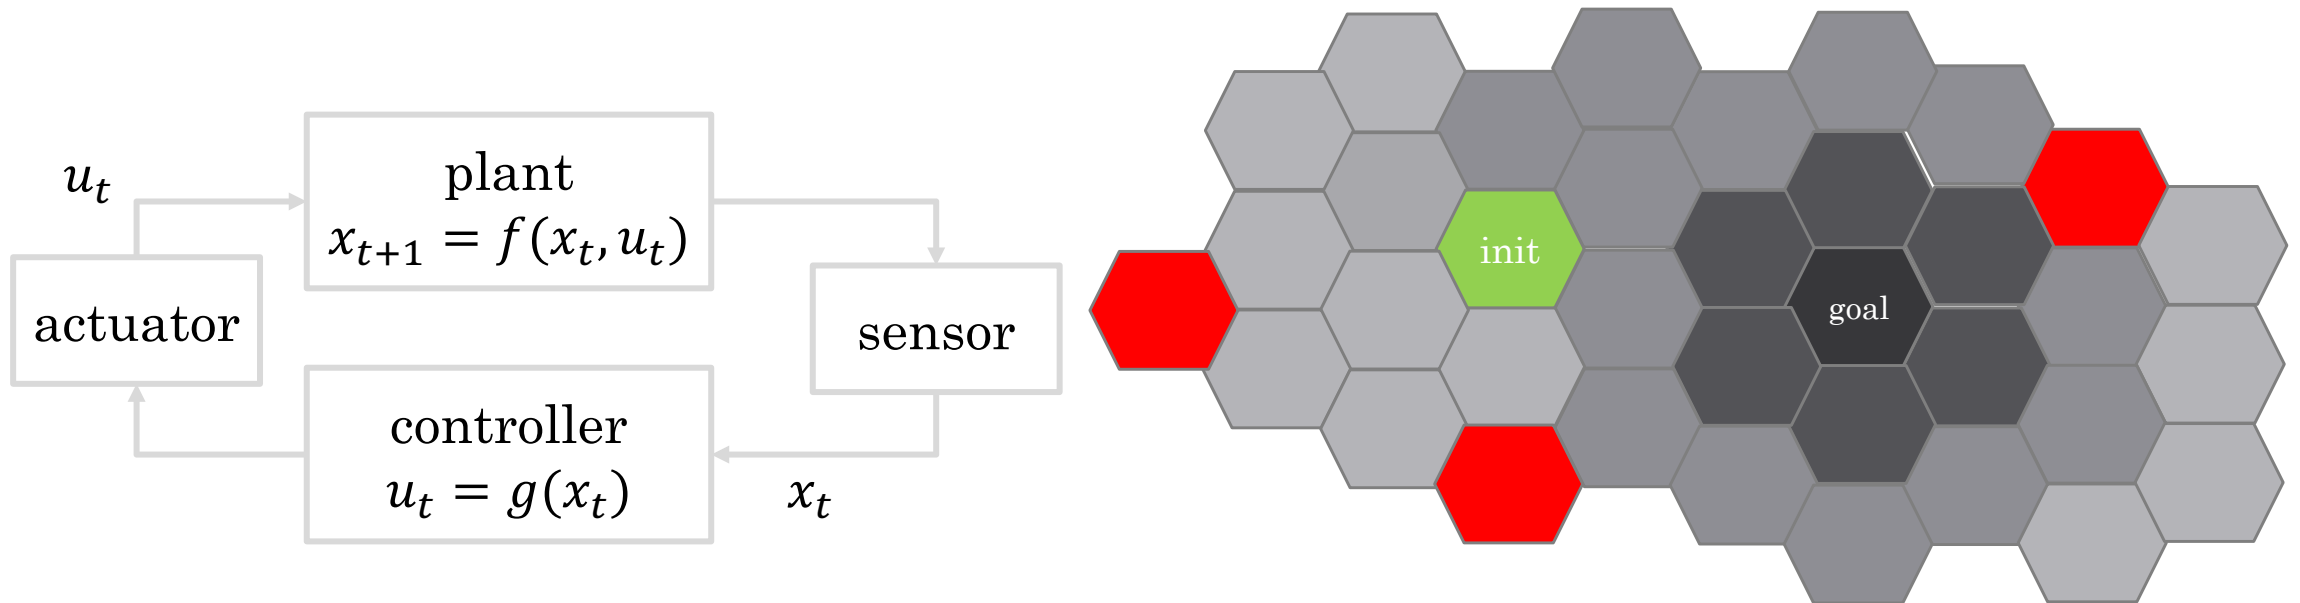 u_t
plant
x_{t+1} = f(x_t, u_t)
actuator
sensor
controller
u_t = g(x_t)
x_t
init
goal